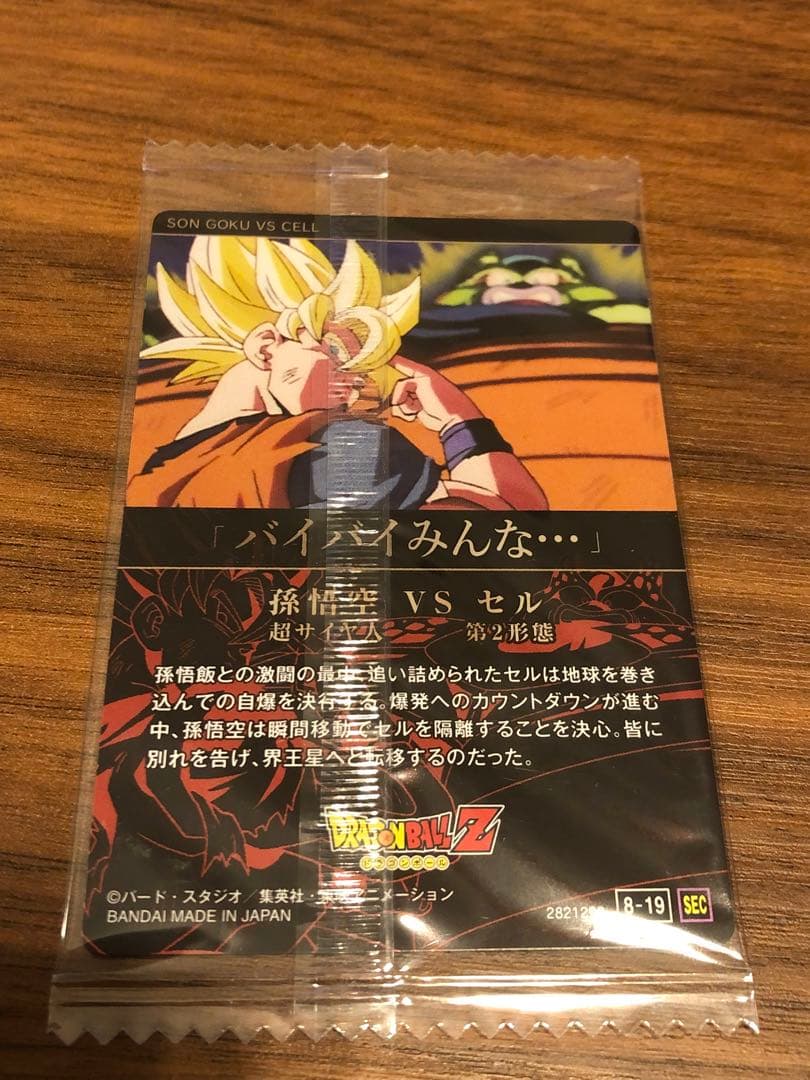 SON GOKU VS CELL
「バイバイみんな…」
孫悟空 VS セル
超サイヤ人 第2形態
孫悟飯との激闘の最中、追い詰められたセルは地球を巻き
込んでの自爆を決行する。爆発へのカウントダウンが進む
中、孫悟空は瞬間移動でセルを隔離することを決心。皆に
別れを告げ、界王星へと転移するのだった。
DRAGON BALL Z
ドラゴンボール
©バード・スタジオ/集英社・東映アニメーション
BANDAI MADE IN JAPAN
8-19 SEC